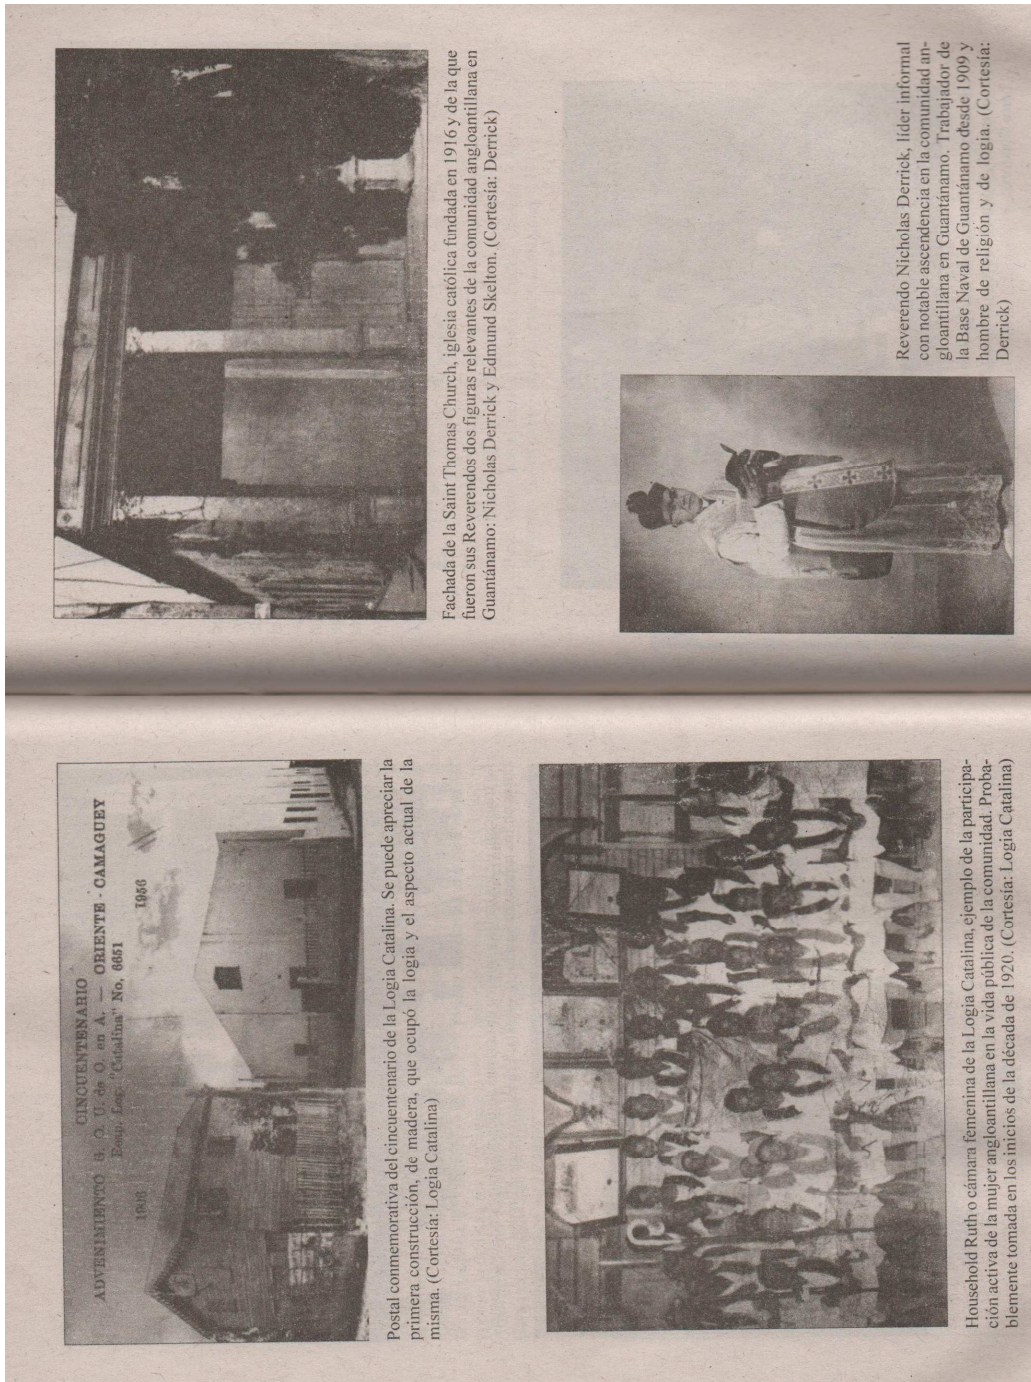 CINCUENTENARIO
ADVENIMIENTO G. O. U. de O. en A. — ORIENTE - CAMAGUEY
Resp. Log. "Catalina" No. 6651
1956
Postal conmemorativa del cincuentenario de la Logia Catalina. Se puede apreciar la
primera construcción, de madera, que ocupó la logia y el aspecto actual de la
misma. (Cortesía: Logia Catalina)
Household Ruth o cámara femenina de la Logia Catalina, ejemplo de la participa-
ción activa de la mujer angloantillana en la vida pública de la comunidad. Proba-
blemente tomada en los inicios de la década de 1920. (Cortesía: Logia Catalina)
Fachada de la Saint Thomas Church, iglesia católica fundada en 1916 y de la que
fueron sus Reverendos dos figuras relevantes de la comunidad angloantillana en
Guantánamo: Nicholas Derrick y Edmund Skelton. (Cortesía: Derrick)
Reverendo Nicholas Derrick, líder informal
con notable ascendencia en la comunidad an-
gloantillana en Guantánamo. Trabajador de
la Base Naval de Guantánamo desde 1909 y
hombre de religión y de logia. (Cortesía:
Derrick)